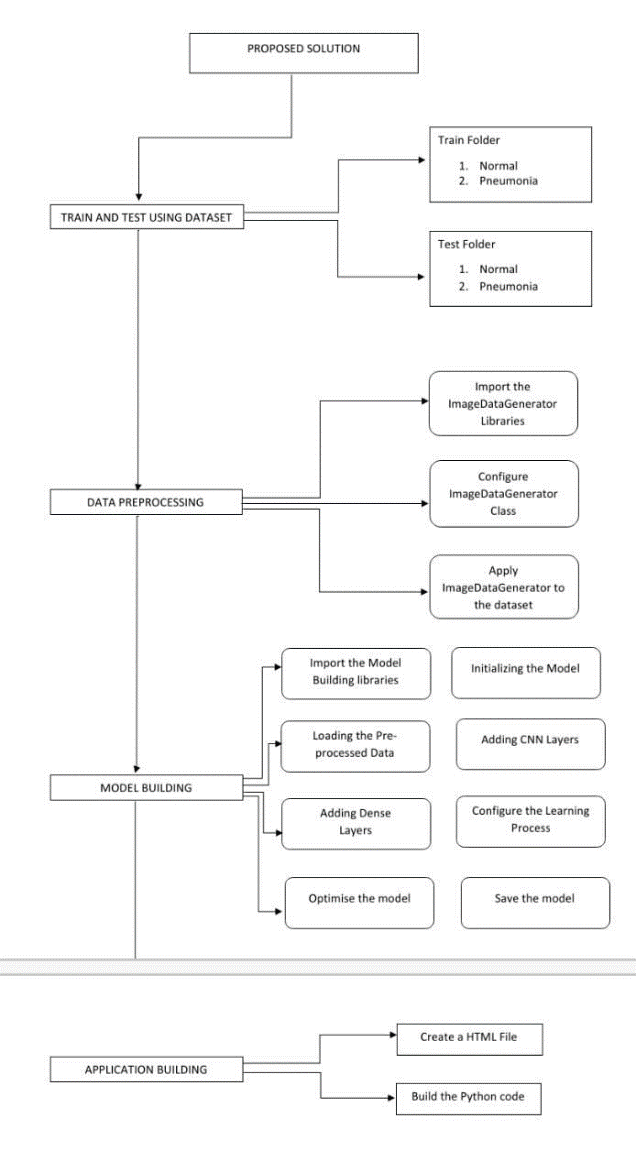 PROPOSED SOLUTION
Train Folder
1. Normal
2. Pneumonia
TRAIN AND TEST USING DATASET
Test Folder
1. Normal
2. Pneumonia
Import the
ImageDataGenerator
Libraries
DATA PREPROCESSING
Configure
ImageDataGenerator
Class
Apply
ImageDataGenerator to
the dataset
Import the Model
Building libraries
Initializing the Model
Loading the Pre-
processed Data
Adding CNN Layers
MODEL BUILDING
Adding Dense
Layers
Configure the Learning
Process
Optimise the model
Save the model
Create a HTML File
APPLICATION BUILDING
Build the Python code